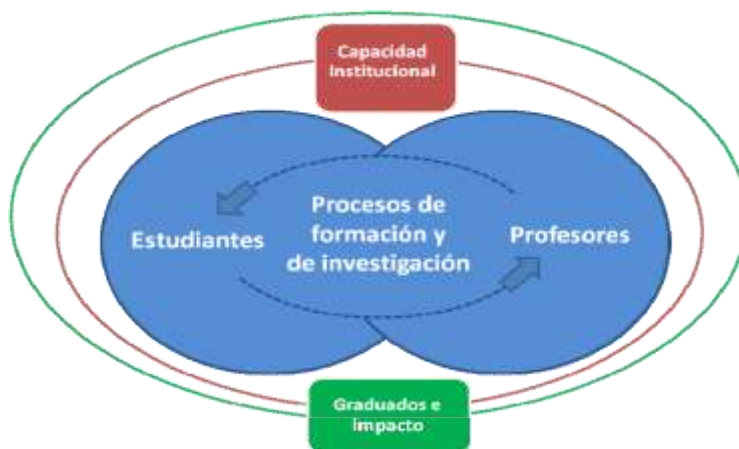 Capacidad
Institucional
Estudiantes
Procesos de
formación y
de investigación
Profesores
Graduados e
impacto